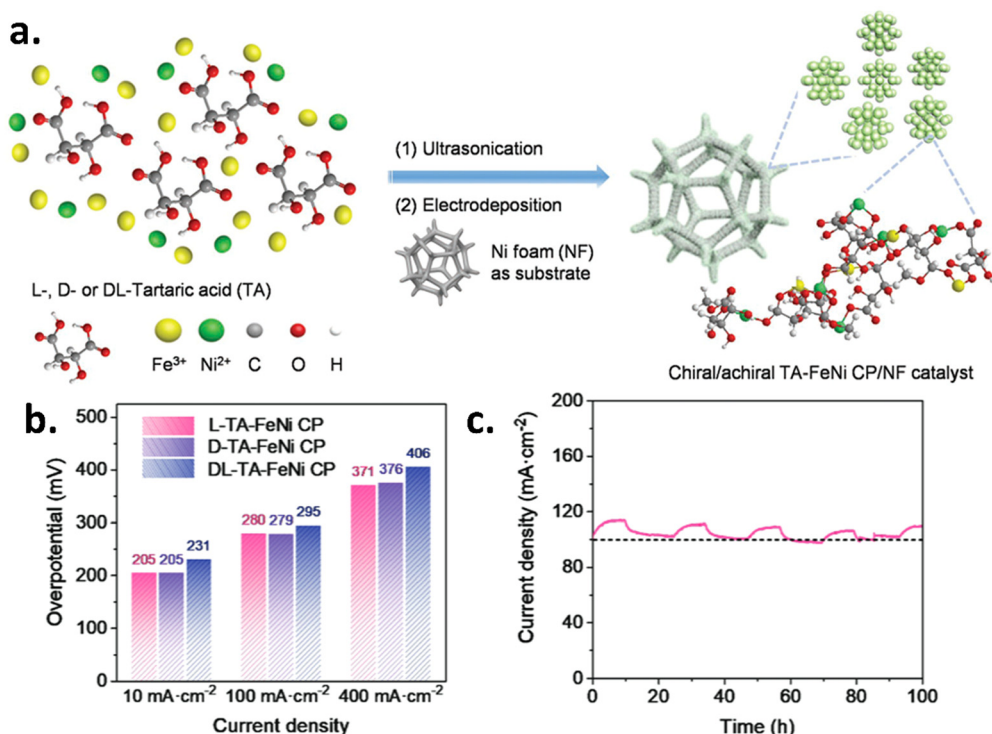 a.
(1) Ultrasonication
(2) Electrodeposition
Ni foam (NF)
as substrate
L-, D- or DL-Tartaric acid (TA)
Fe³⁺ Ni²⁺ C O H
Chiral/achiral TA-FeNi CP/NF catalyst
b.
Overpotential (mV)
500
400
300
200
100
0
L-TA-FeNi CP
D-TA-FeNi CP
DL-TA-FeNi CP
205 205 231
280 279 295
371 376 406
10 mA·cm⁻² 100 mA·cm⁻² 400 mA·cm⁻²
Current density
c.
Current density (mA·cm⁻²)
200
160
120
80
40
0
0 20 40 60 80 100
Time (h)